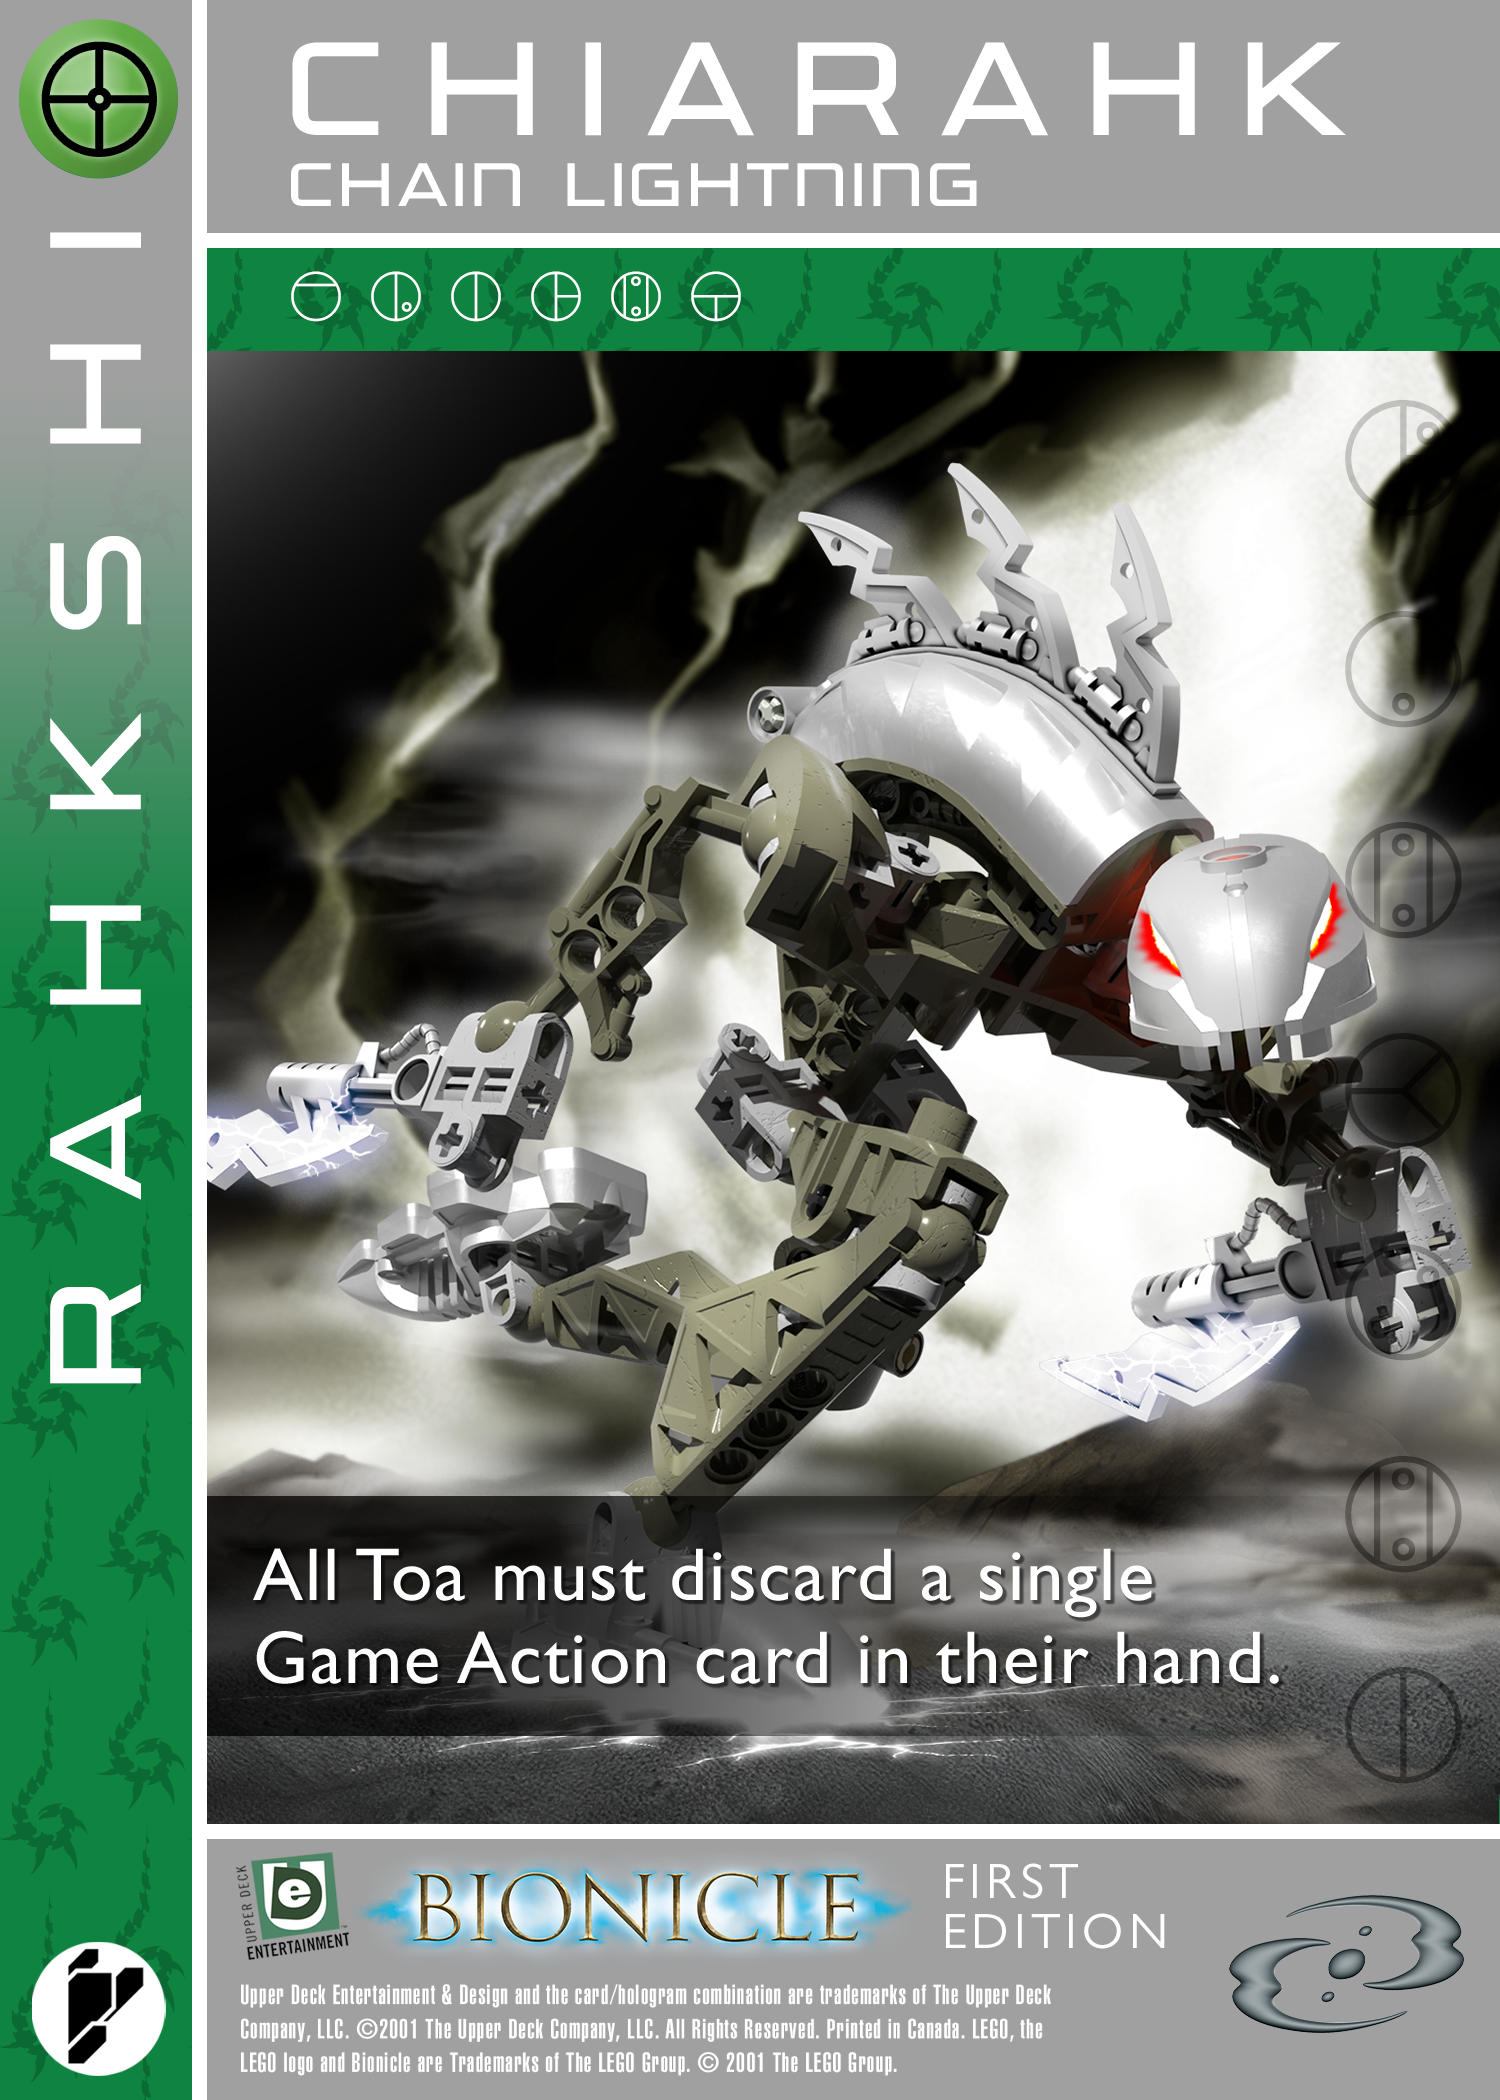 CHIARAHK
CHAIN LIGHTNING
RAHKSHI
All Toa must discard a single
Game Action card in their hand.
UPPER DECK
e
ENTERTAINMENT
BIONICLE
FIRST
EDITION
Upper Deck Entertainment & Design and the card/hologram combination are trademarks of The Upper Deck
Company, LLC. ©2001 The Upper Deck Company, LLC. All Rights Reserved. Printed in Canada. LEGO, the
LEGO logo and Bionicle are Trademarks of The LEGO Group. © 2001 The LEGO Group.